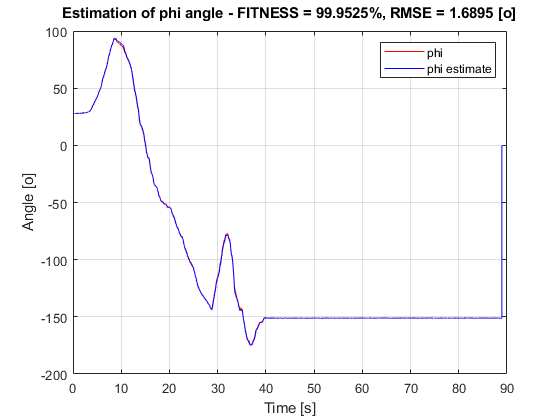 Estimation of phi angle - FITNESS = 99.9525%, RMSE = 1.6895 [o]
phi
phi estimate
Angle [o]
100
50
0
-50
-100
-150
-200
0 10 20 30 40 50 60 70 80 90
Time [s]